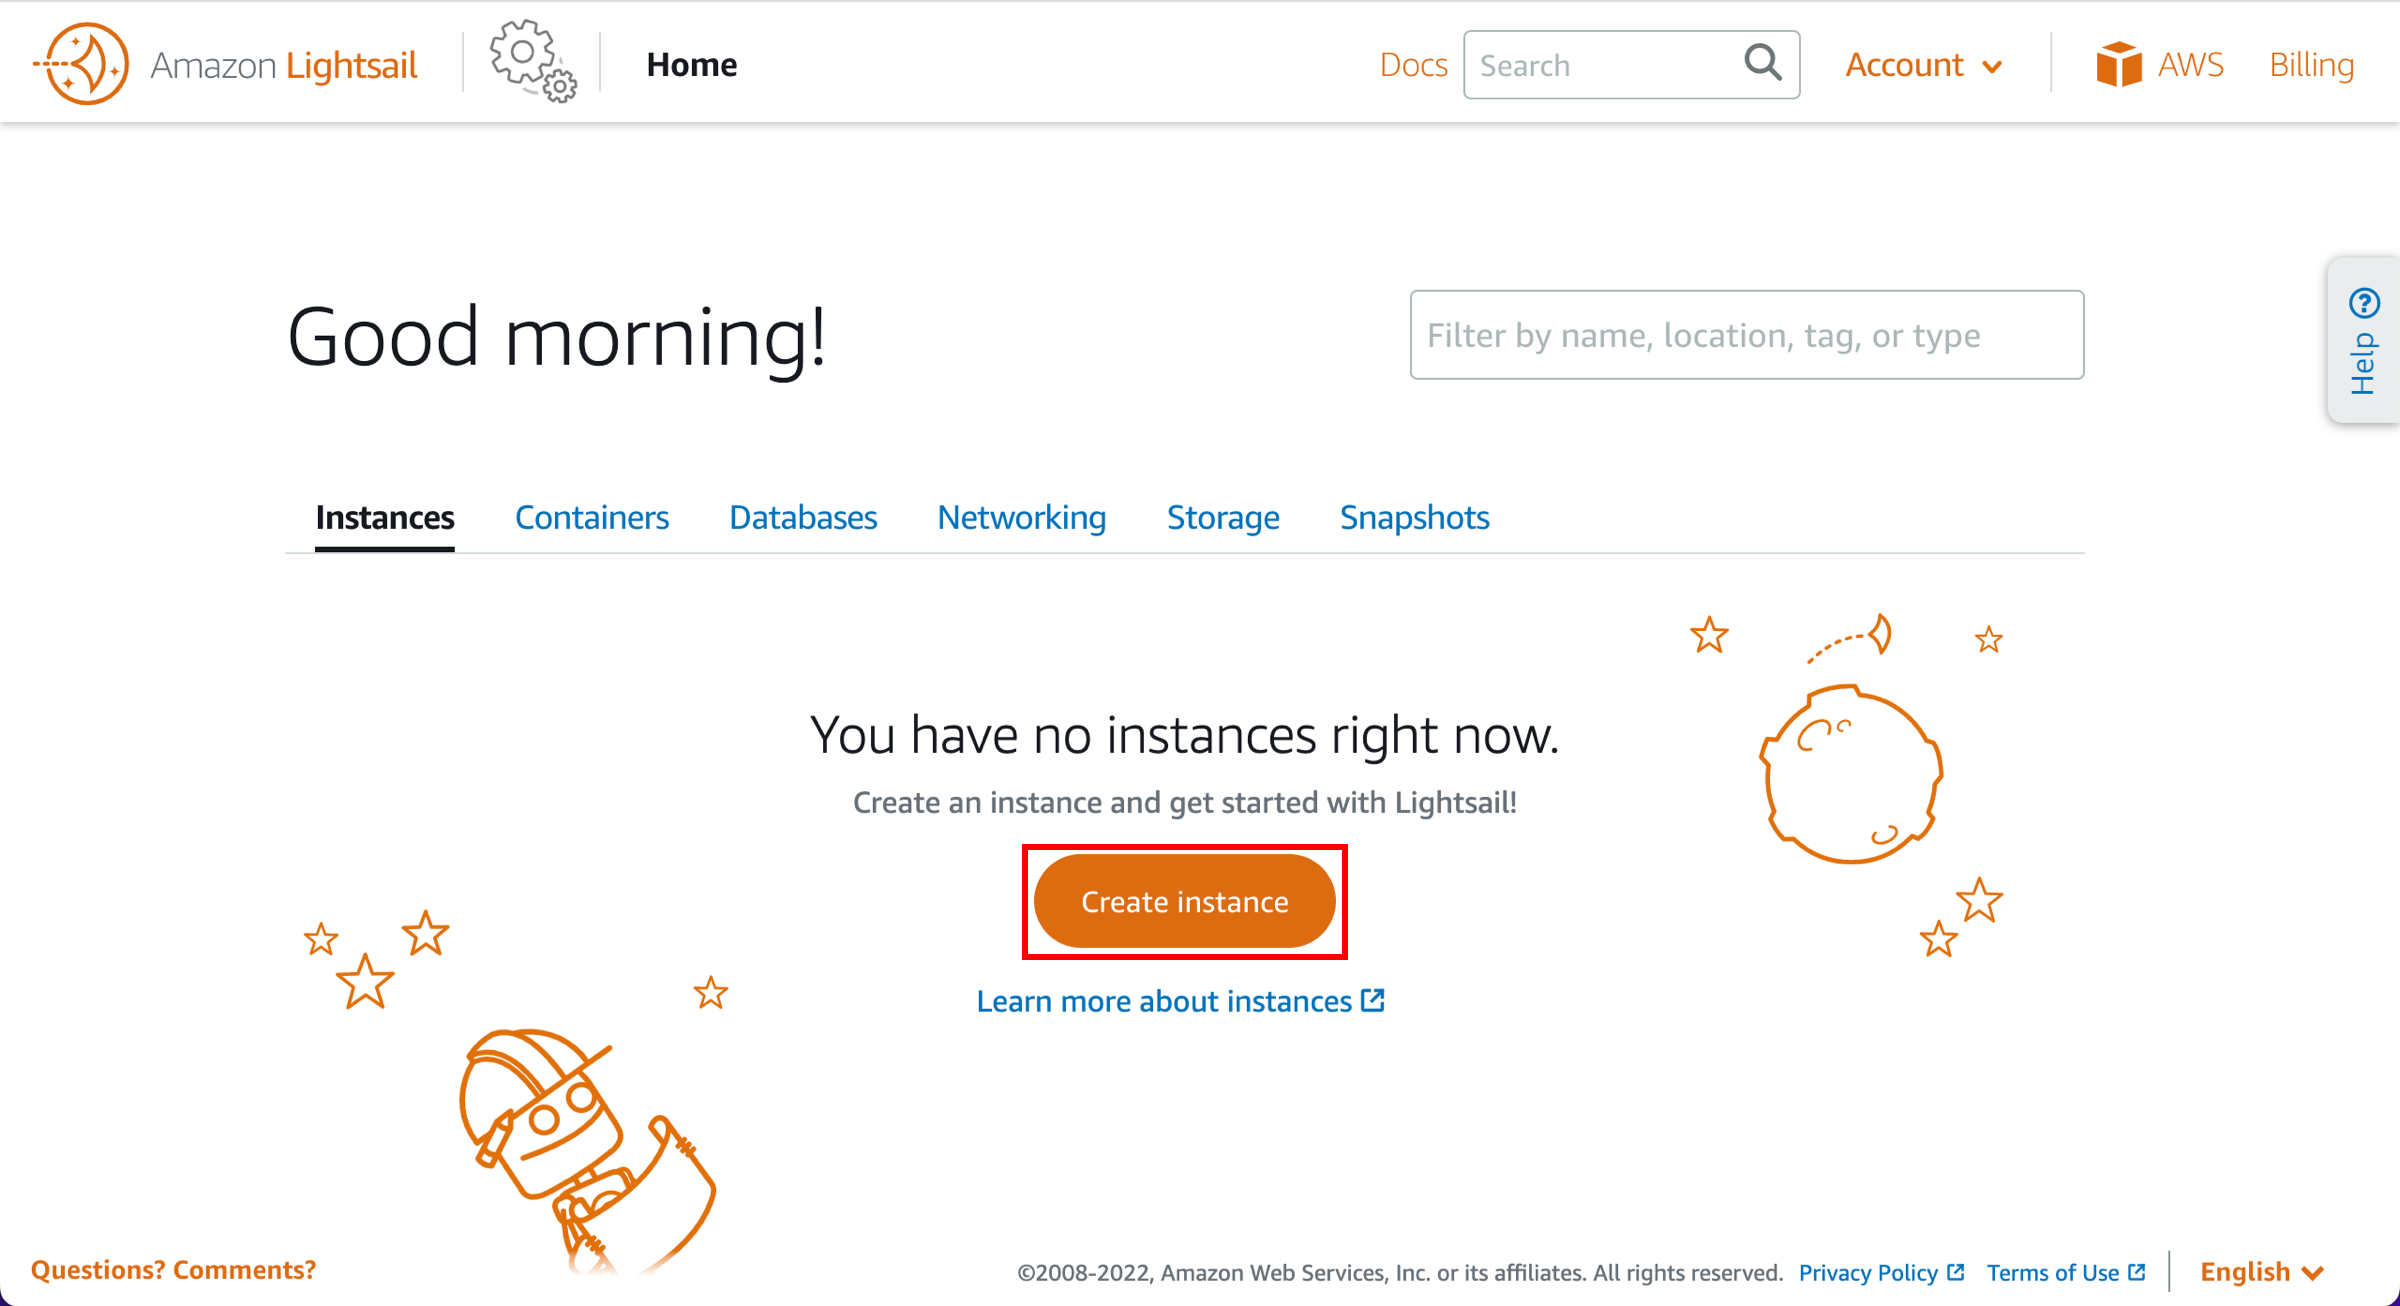 Amazon Lightsail
Home
Docs
Search
Account
AWS
Billing
Good morning!
Filter by name, location, tag, or type
Help
Instances
Containers
Databases
Networking
Storage
Snapshots
You have no instances right now.
Create an instance and get started with Lightsail!
Create instance
Learn more about instances
Questions? Comments?
©2008-2022, Amazon Web Services, Inc. or its affiliates. All rights reserved.
Privacy Policy
Terms of Use
English